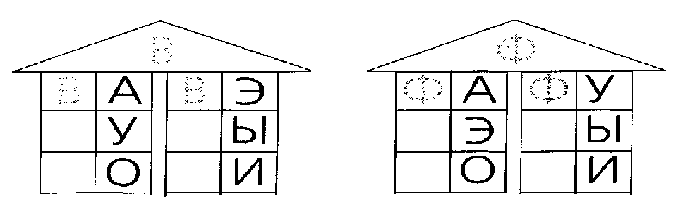 В
В А В Э
У Ы
О И
Ф
Ф А Ф У
Э Ы
О И